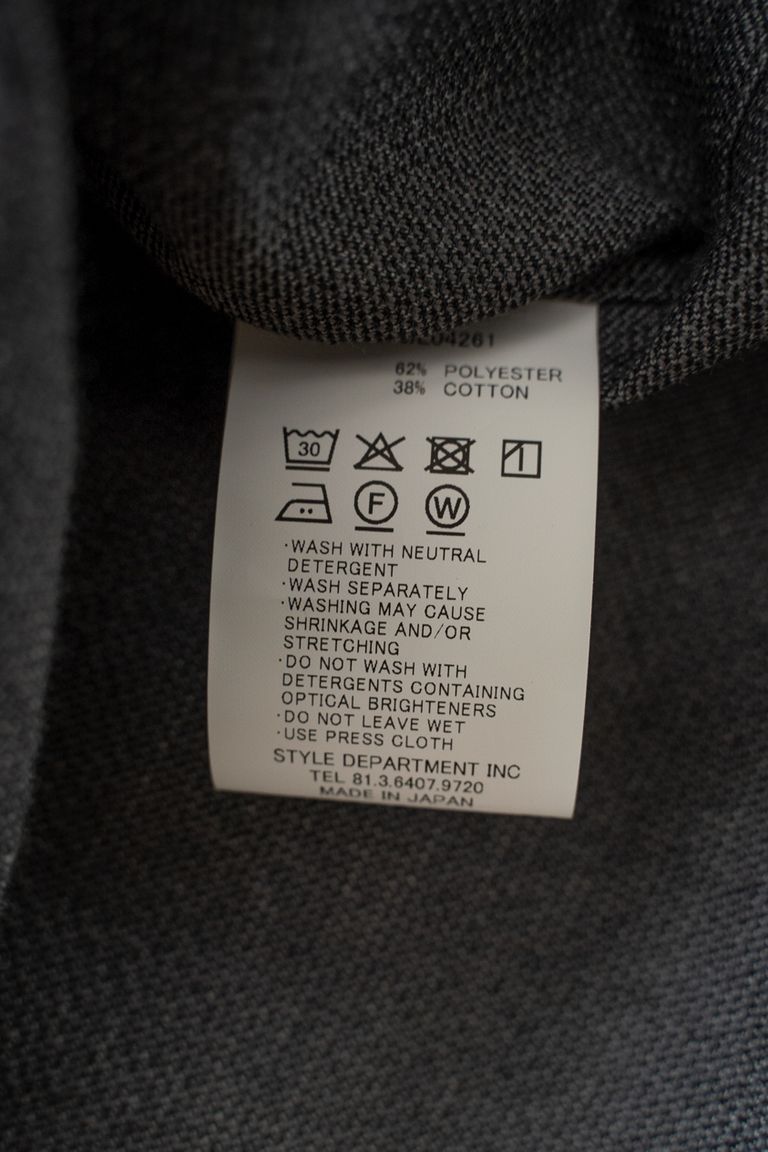 62% POLYESTER
38% COTTON
30
F W
·WASH WITH NEUTRAL
DETERGENT
·WASH SEPARATELY
·WASHING MAY CAUSE
SHRINKAGE AND/OR
STRETCHING
·DO NOT WASH WITH
DETERGENTS CONTAINING
OPTICAL BRIGHTENERS
·DO NOT LEAVE WET
·USE PRESS CLOTH
STYLE DEPARTMENT INC
TEL 81.3.6407.9720
MADE IN JAPAN